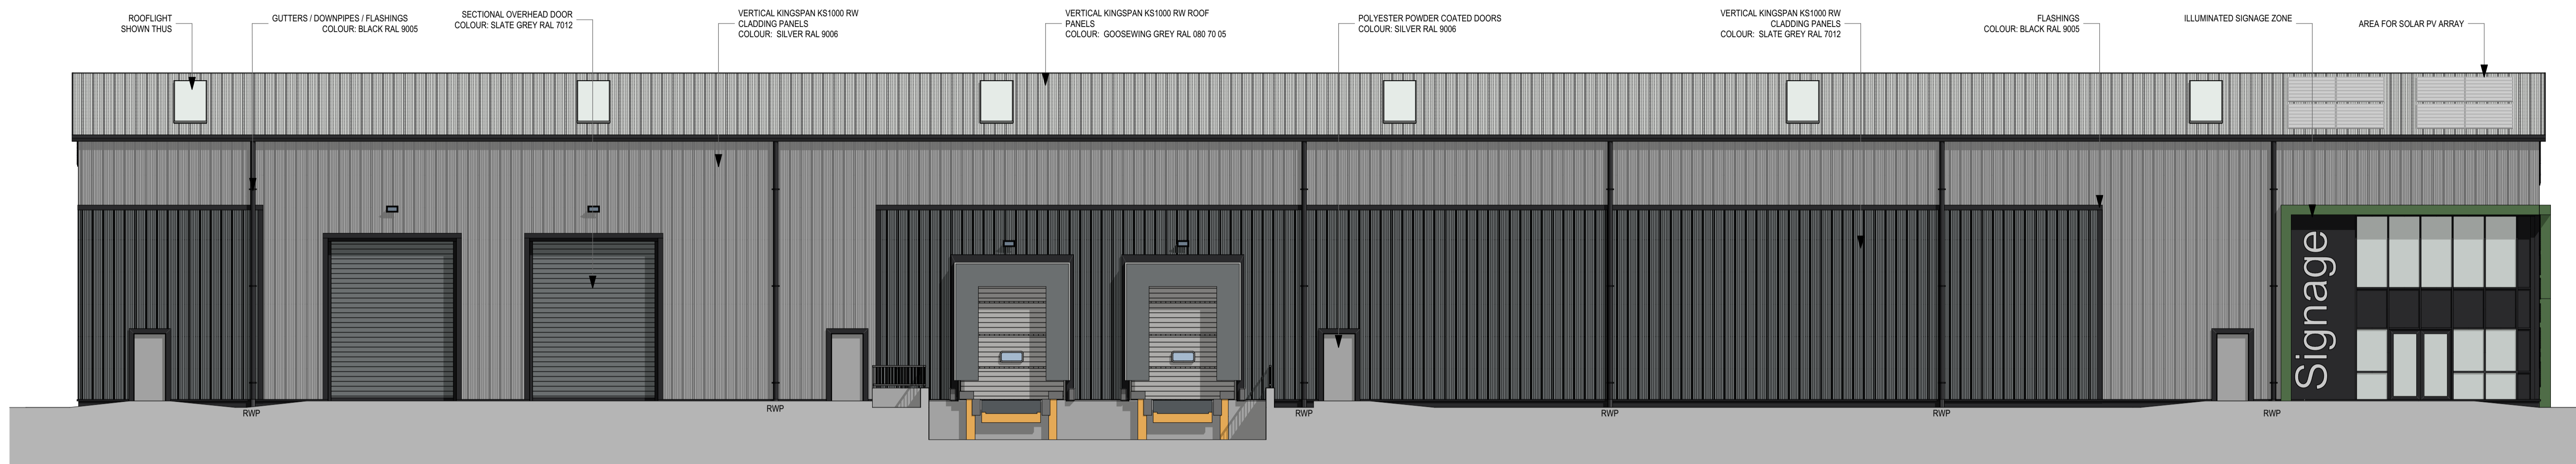 ROOFLIGHT
SHOWN THUS
GUTTERS / DOWNPIPES / FLASHINGS
COLOUR: BLACK RAL 9005
SECTIONAL OVERHEAD DOOR
COLOUR: SLATE GREY RAL 7012
VERTICAL KINGSPAN KS1000 RW
CLADDING PANELS
COLOUR: SILVER RAL 9006
VERTICAL KINGSPAN KS1000 RW ROOF
PANELS
COLOUR: GOOSEWING GREY RAL 080 70 05
POLYESTER POWDER COATED DOORS
COLOUR: SILVER RAL 9006
VERTICAL KINGSPAN KS1000 RW
CLADDING PANELS
COLOUR: SLATE GREY RAL 7012
FLASHINGS
COLOUR: BLACK RAL 9005
ILLUMINATED SIGNAGE ZONE
AREA FOR SOLAR PV ARRAY
Signage
RWP
RWP
RWP
RWP
RWP
RWP